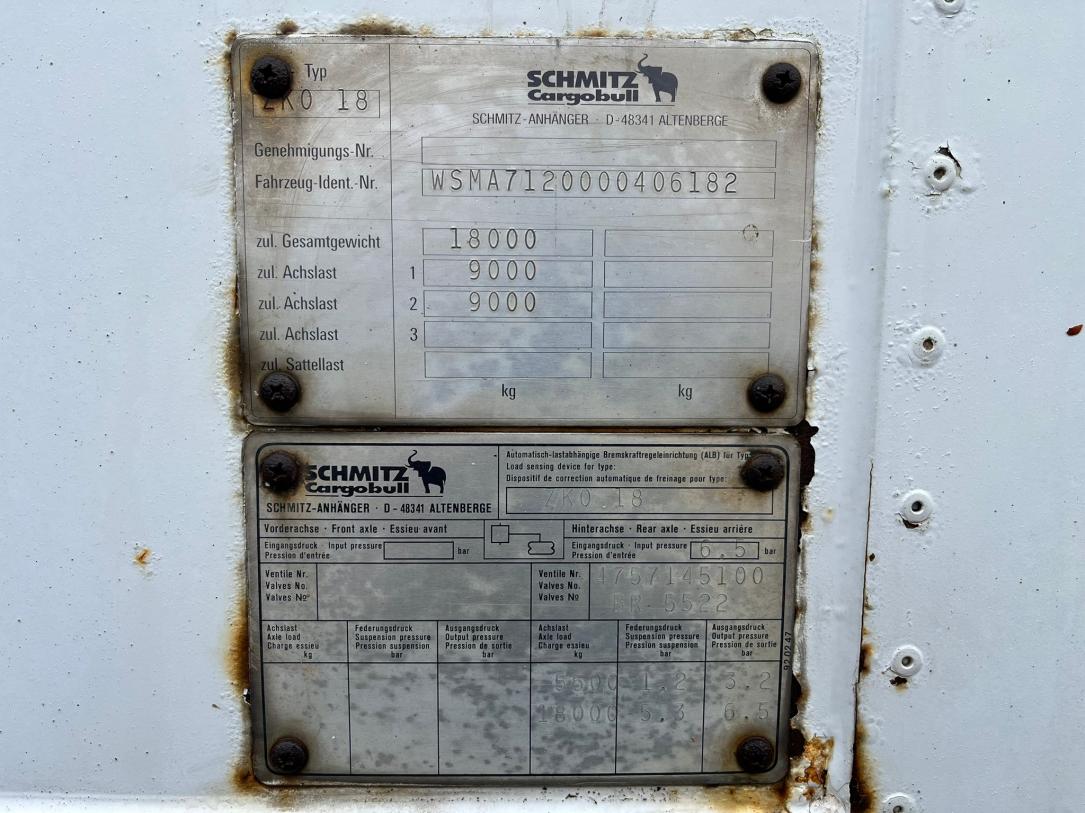 Typ
SCHMITZ
Cargobull
ZKO 18
SCHMITZ-ANHÄNGER · D-48341 ALTENBERGE
Genehmigungs-Nr.
Fahrzeug-Ident.-Nr. WSMA7120000406182
zul. Gesamtgewicht 18000
zul. Achslast 1 9000
zul. Achslast 2 9000
zul. Achslast 3
zul. Sattellast
kg kg
SCHMITZ
Cargobull
SCHMITZ-ANHÄNGER · D-48341 ALTENBERGE
Automatisch-lastabhängige Bremskraftregeleinrichtung (ALB) für Typ
Load sensing device for type:
Dispositif de correction automatique de freinage pour type:
ZKO.18
Vorderachse · Front axle · Essieu avant
Eingangsdruck · Input pressure bar
Pression d'entrée
Hinterachse · Rear axle · Essieu arrière
Eingangsdruck · Input pressure 6.5 bar
Pression d'entrée
Ventile Nr.
Valves No.
Valves Nº
Ventile Nr. 4757145100
Valves No.
Valves Nº BR 5522
Achslast Federungsdruck Ausgangsdruck Achslast Federungsdruck Ausgangsdruck
Axle load Suspension pressure Output pressure Axle load Suspension pressure Output pressure
Charge essieu Pression suspension Pression de sortie Charge essieu Pression suspension Pression de sortie
kg bar bar kg bar bar
5500 1.2 3.2
18000 5.3 6.5
92 02 47